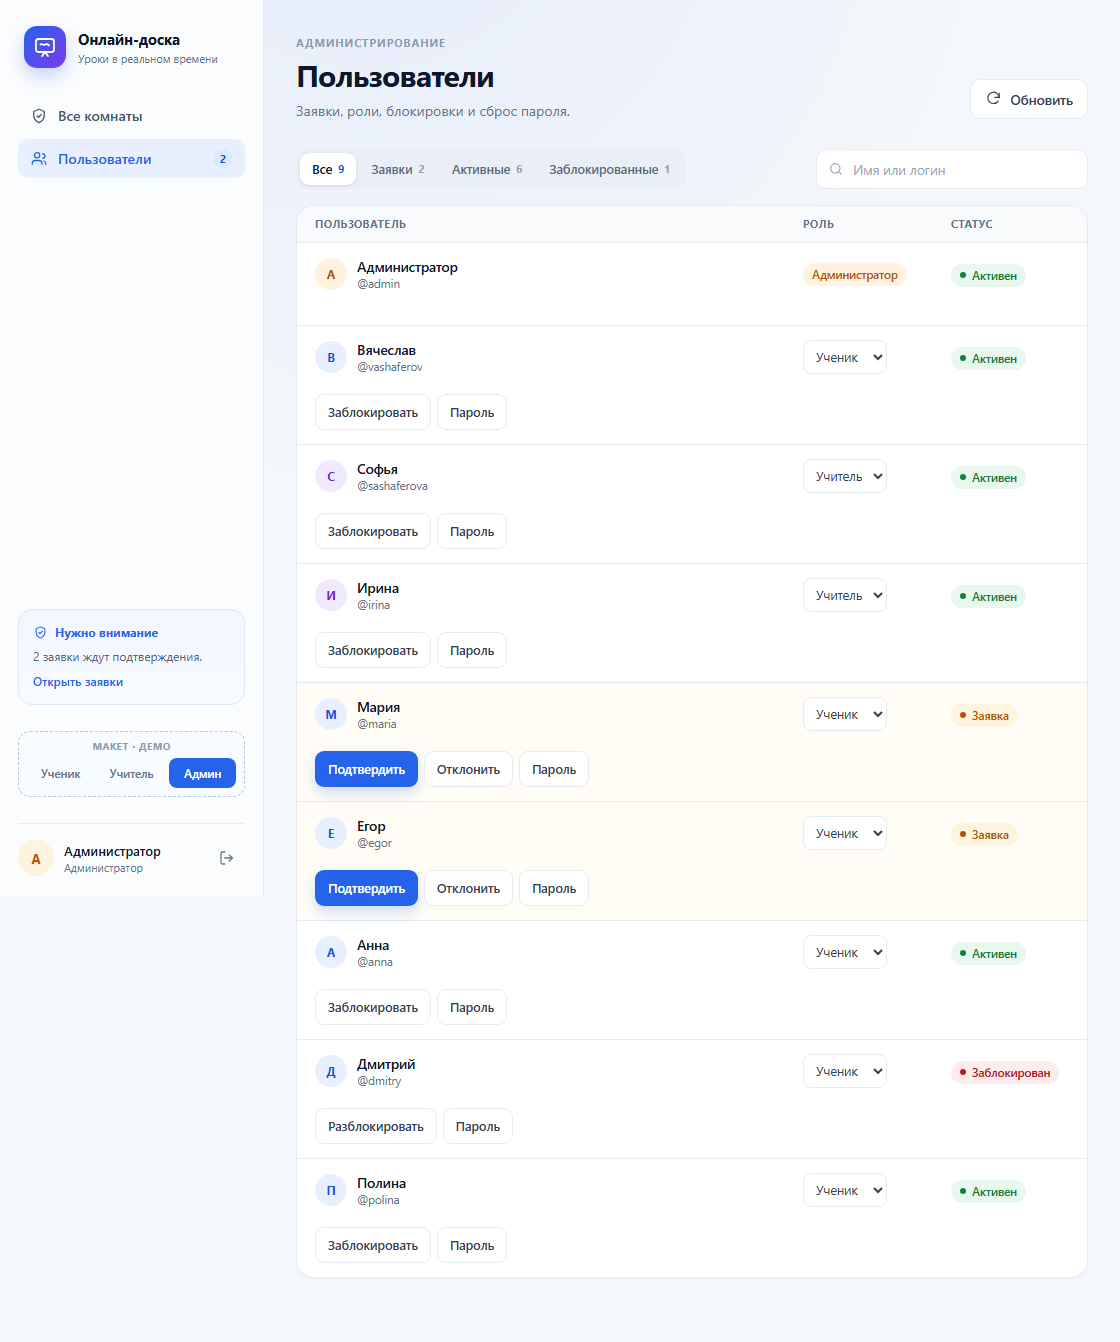 Онлайн-доска
Уроки в реальном времени
Все комнаты
Пользователи 2
Нужно внимание
2 заявки ждут подтверждения.
Открыть заявки
МАКЕТ · ДЕМО
Ученик Учитель Админ
А Администратор
Администратор
АДМИНИСТРИРОВАНИЕ
Пользователи
Заявки, роли, блокировки и сброс пароля.
Обновить
Все 9 Заявки 2 Активные 6 Заблокированные 1
Имя или логин
ПОЛЬЗОВАТЕЛЬ РОЛЬ СТАТУС
А Администратор Администратор Активен
@admin
В Вячеслав Ученик Активен
@vashaferov
Заблокировать Пароль
С Софья Учитель Активен
@sashaferova
Заблокировать Пароль
И Ирина Учитель Активен
@irina
Заблокировать Пароль
М Мария Ученик Заявка
@maria
Подтвердить Отклонить Пароль
Е Егор Ученик Заявка
@egor
Подтвердить Отклонить Пароль
А Анна Ученик Активен
@anna
Заблокировать Пароль
Д Дмитрий Ученик Заблокирован
@dmitry
Разблокировать Пароль
П Полина Ученик Активен
@polina
Заблокировать Пароль